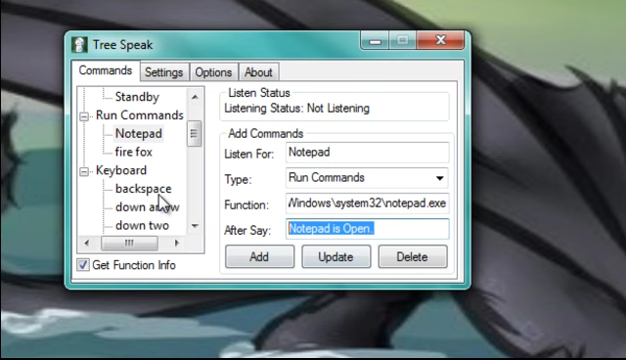 Tree Speak
Commands Settings Options About
Standby
Run Commands
Notepad
fire fox
Keyboard
backspace
down arrow
down two
Get Function Info
Listen Status
Listening Status: Not Listening
Add Commands
Listen For: Notepad
Type: Run Commands
Function: Windows\system32\notepad.exe
After Say: Notepad is Open.
Add Update Delete